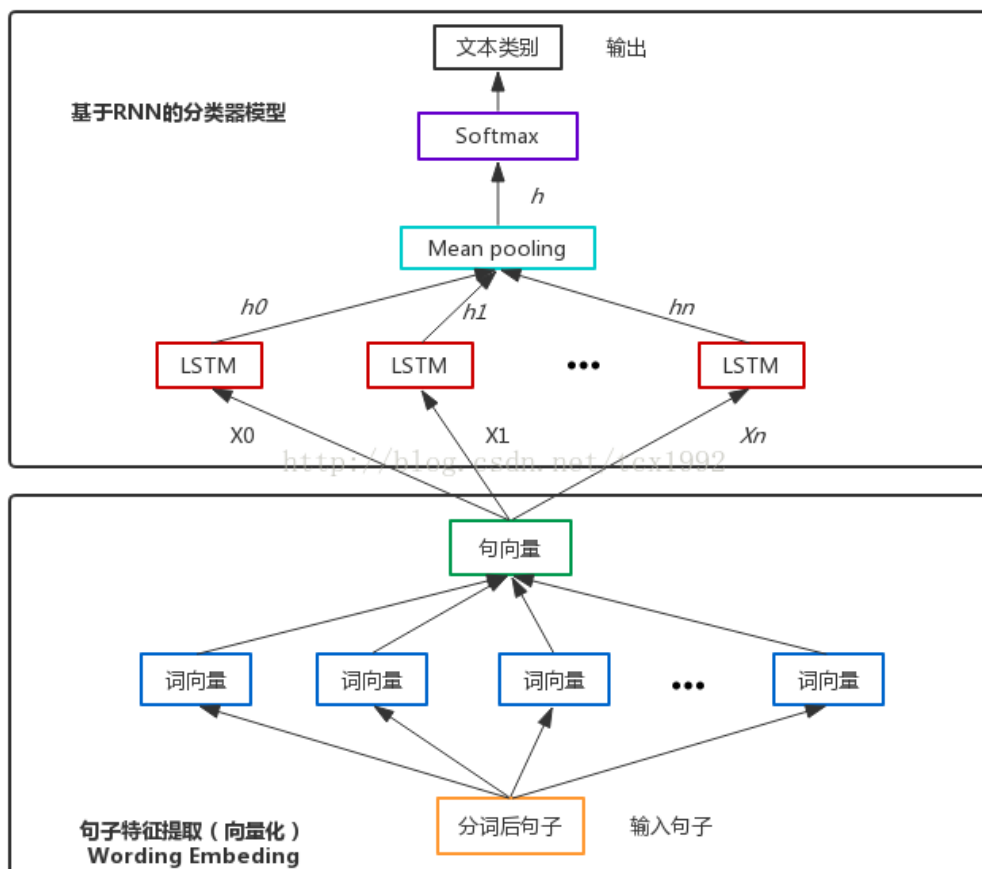 文本类别 输出
基于RNN的分类器模型
Softmax
h
Mean pooling
h0 h1 hn
LSTM LSTM ••• LSTM
X0 X1 Xn
http://blog.csdn.net/tcx1992
句向量
词向量 词向量 词向量 ••• 词向量
分词后句子 输入句子
句子特征提取（向量化）
Wording Embeding